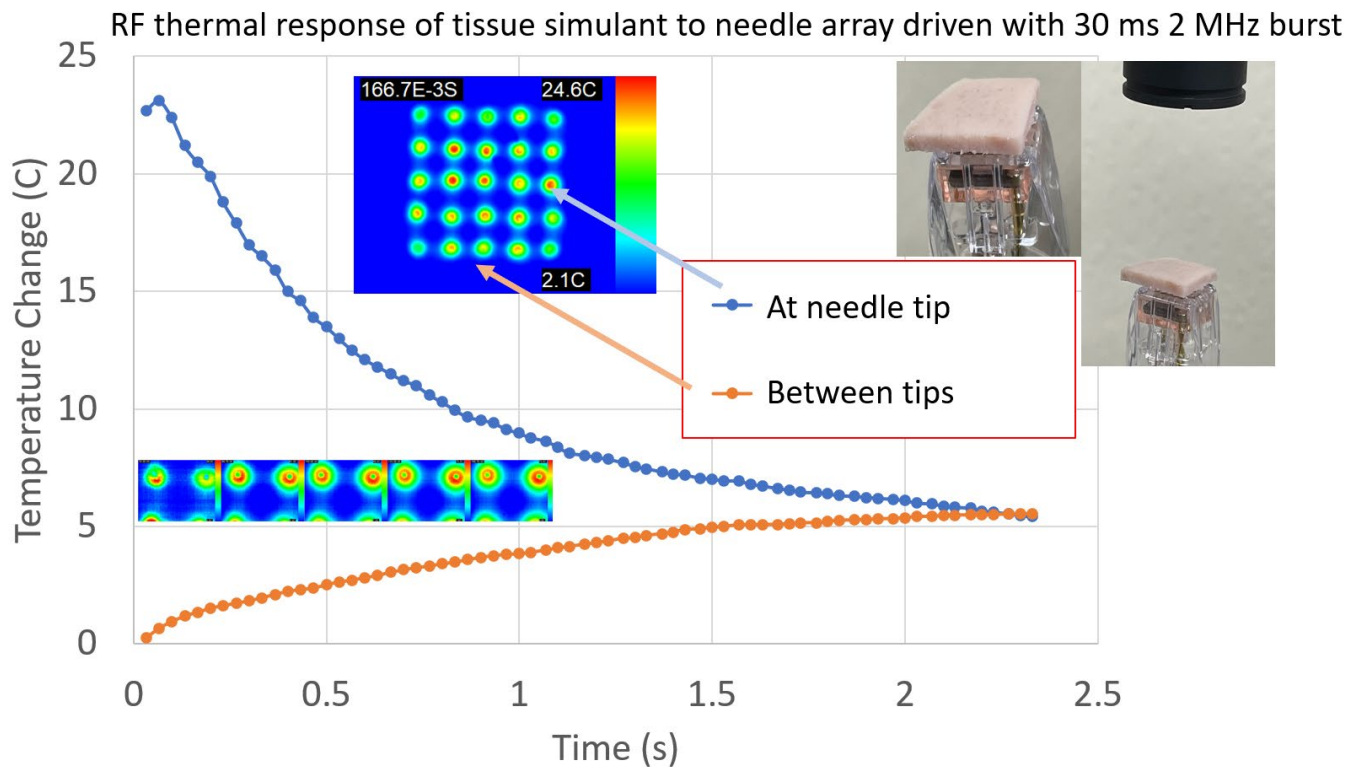 RF thermal response of tissue simulant to needle array driven with 30 ms 2 MHz burst
Temperature Change (C)
25
20
15
10
5
0
166.7E-3S
24.6C
2.1C
At needle tip
Between tips
0
0.5
1
1.5
2
2.5
Time (s)